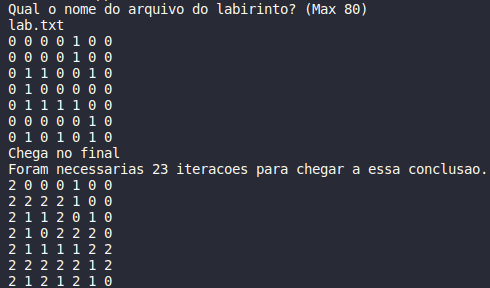 Qual o nome do arquivo do labirinto? (Max 80)
lab.txt
0 0 0 0 1 0 0
0 0 0 0 1 0 0
0 1 1 0 0 1 0
0 1 0 0 0 0 0
0 1 1 1 1 0 0
0 0 0 0 0 1 0
0 1 0 1 0 1 0
Chega no final
Foram necessarias 23 iteracoes para chegar a essa conclusao.
2 0 0 0 1 0 0
2 2 2 2 1 0 0
2 1 1 2 0 1 0
2 1 0 2 2 2 0
2 1 1 1 1 2 2
2 2 2 2 2 1 2
2 1 2 1 2 1 0